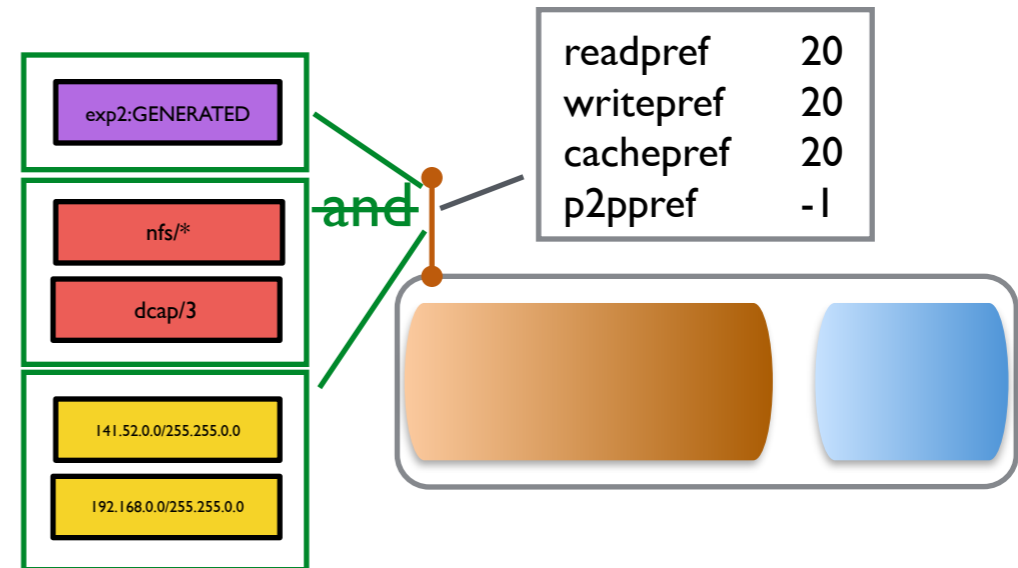 exp2:GENERATED
nfs/*
dcap/3
141.52.0.0/255.255.0.0
192.168.0.0/255.255.0.0
and
readpref 20
writepref 20
cachepref 20
p2ppref -1